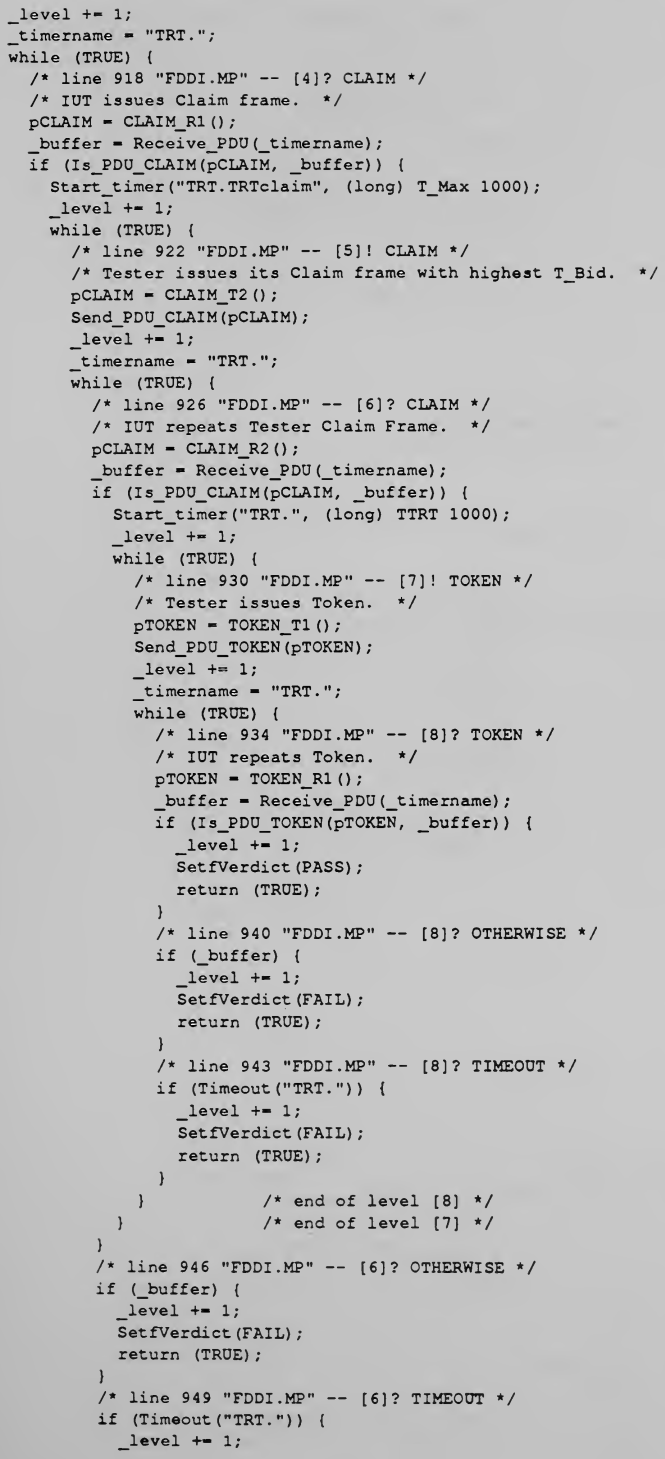 _level += 1;
_timername = "TRT.";
while (TRUE) {
  /* line 918 "FDDI.MP" -- [4]? CLAIM */
  /* IUT issues Claim frame.  */
  pCLAIM = CLAIM_R1();
  _buffer = Receive_PDU(_timername);
  if (Is_PDU_CLAIM(pCLAIM, _buffer)) {
    Start_timer("TRT.TRTclaim", (long) T_Max 1000);
    _level += 1;
    while (TRUE) {
      /* line 922 "FDDI.MP" -- [5]! CLAIM */
      /* Tester issues its Claim frame with highest T_Bid.  */
      pCLAIM = CLAIM_T2();
      Send_PDU_CLAIM(pCLAIM);
      _level += 1;
      _timername = "TRT.";
      while (TRUE) {
        /* line 926 "FDDI.MP" -- [6]? CLAIM */
        /* IUT repeats Tester Claim Frame.  */
        pCLAIM = CLAIM_R2();
        _buffer = Receive_PDU(_timername);
        if (Is_PDU_CLAIM(pCLAIM, _buffer)) {
          Start_timer("TRT.", (long) TTRT 1000);
          _level += 1;
          while (TRUE) {
            /* line 930 "FDDI.MP" -- [7]! TOKEN */
            /* Tester issues Token.  */
            pTOKEN = TOKEN_T1();
            Send_PDU_TOKEN(pTOKEN);
            _level += 1;
            _timername = "TRT.";
            while (TRUE) {
              /* line 934 "FDDI.MP" -- [8]? TOKEN */
              /* IUT repeats Token.  */
              pTOKEN = TOKEN_R1();
              _buffer = Receive_PDU(_timername);
              if (Is_PDU_TOKEN(pTOKEN, _buffer)) {
                _level += 1;
                SetfVerdict(PASS);
                return (TRUE);
              }
              /* line 940 "FDDI.MP" -- [8]? OTHERWISE */
              if (_buffer) {
                _level += 1;
                SetfVerdict(FAIL);
                return (TRUE);
              }
              /* line 943 "FDDI.MP" -- [8]? TIMEOUT */
              if (Timeout("TRT.")) {
                _level += 1;
                SetfVerdict(FAIL);
                return (TRUE);
              }
            }            /* end of level [8] */
          }              /* end of level [7] */
        }
        /* line 946 "FDDI.MP" -- [6]? OTHERWISE */
        if (_buffer) {
          _level += 1;
          SetfVerdict(FAIL);
          return (TRUE);
        }
        /* line 949 "FDDI.MP" -- [6]? TIMEOUT */
        if (Timeout("TRT.")) {
          _level += 1;